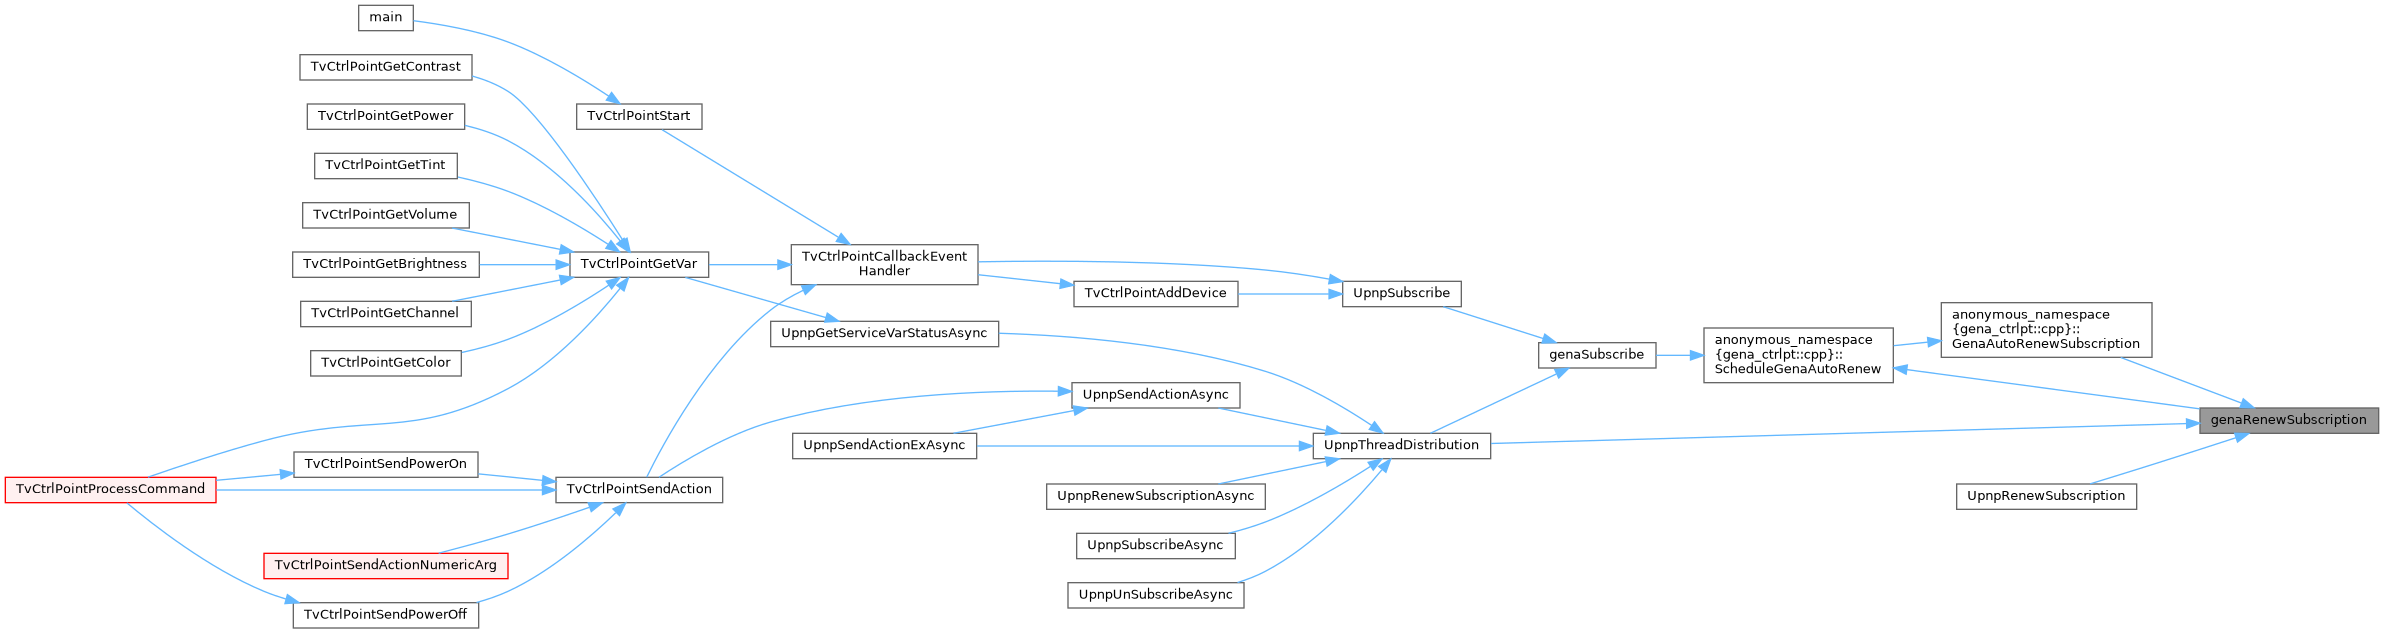 main
TvCtrlPointGetContrast
TvCtrlPointGetPower
TvCtrlPointStart
TvCtrlPointGetTint
TvCtrlPointGetVolume
TvCtrlPointGetBrightness
TvCtrlPointGetVar
TvCtrlPointCallbackEvent
Handler
TvCtrlPointGetChannel
TvCtrlPointAddDevice
UpnpSubscribe
UpnpGetServiceVarStatusAsync
TvCtrlPointGetColor
genaSubscribe
anonymous_namespace
{gena_ctrlpt::cpp}::
ScheduleGenaAutoRenew
anonymous_namespace
{gena_ctrlpt::cpp}::
GenaAutoRenewSubscription
UpnpSendActionAsync
genaRenewSubscription
UpnpSendActionExAsync
UpnpThreadDistribution
TvCtrlPointSendPowerOn
TvCtrlPointProcessCommand
TvCtrlPointSendAction
UpnpRenewSubscriptionAsync
UpnpRenewSubscription
UpnpSubscribeAsync
TvCtrlPointSendActionNumericArg
UpnpUnSubscribeAsync
TvCtrlPointSendPowerOff